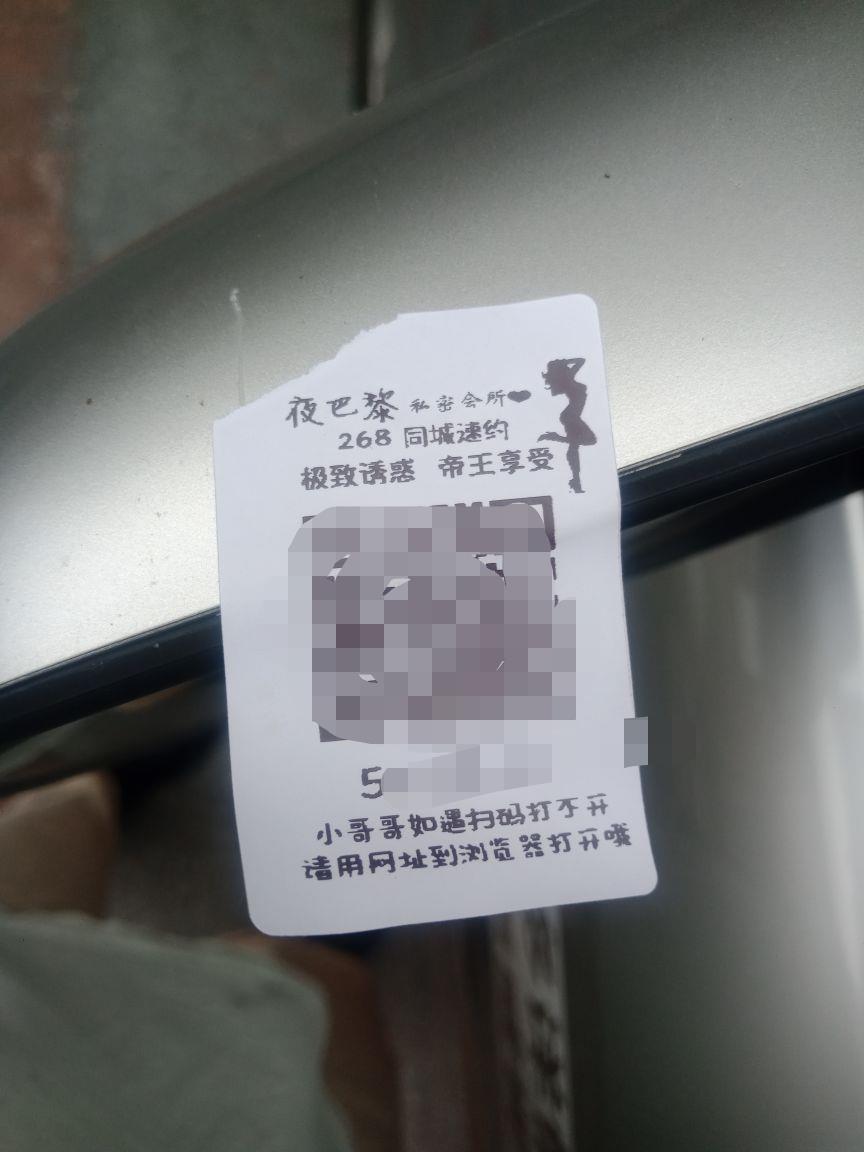 夜巴黎 私密会所
268 同城速约
极致诱惑 帝王享受
5
小哥哥如遇扫码打不开
请用网址到浏览器打开哦